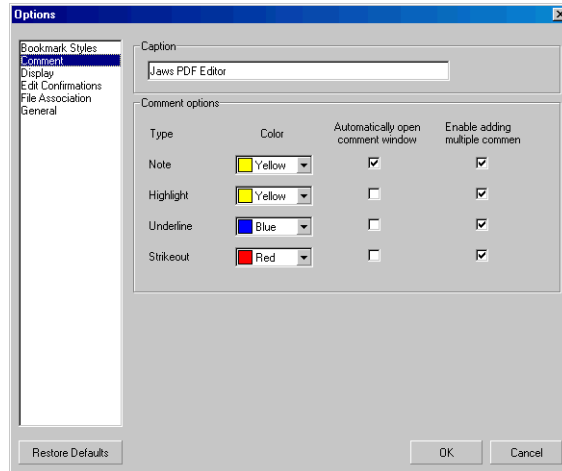 Options
Bookmark Styles
Comment
Display
Edit Confirmations
File Association
General
Caption
Jaws PDF Editor
Comment options
Type Color Automatically open comment window Enable adding multiple commen
Note Yellow
Highlight Yellow
Underline Blue
Strikeout Red
Restore Defaults OK Cancel